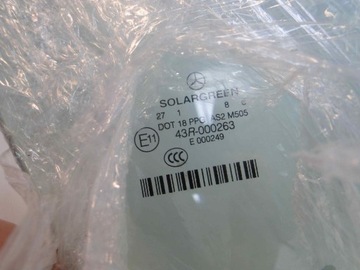 SOLARGREEN
27 1 8
DOT 18 PPG AS2 M505
E11
43R-000263
E 000249
CCC